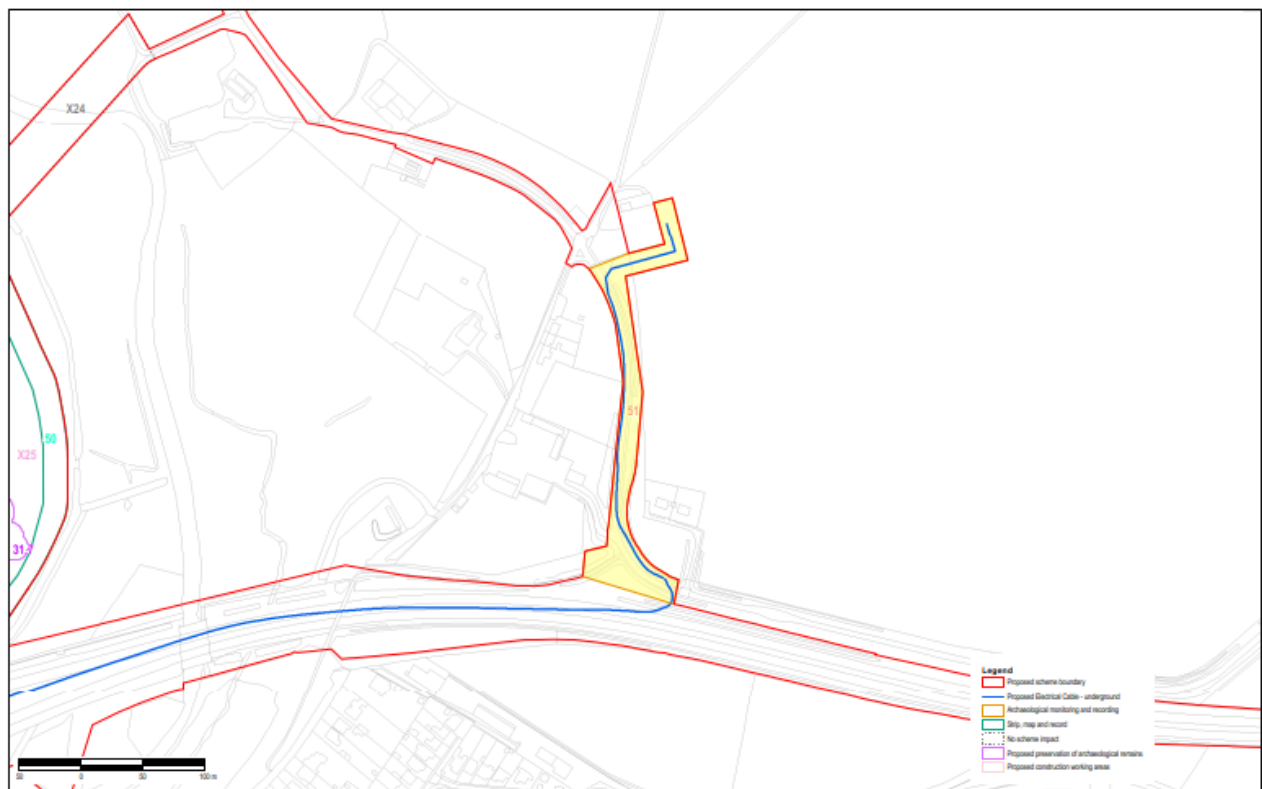 X24
51
50
X25
31
Legend
Proposed scheme boundary
Proposed Electrical Cable - underground
Archaeological monitoring and recording
Strip, map and record
No scheme impact
Proposed preservation of archaeological remains
Proposed construction working areas
50 0 50 100 m